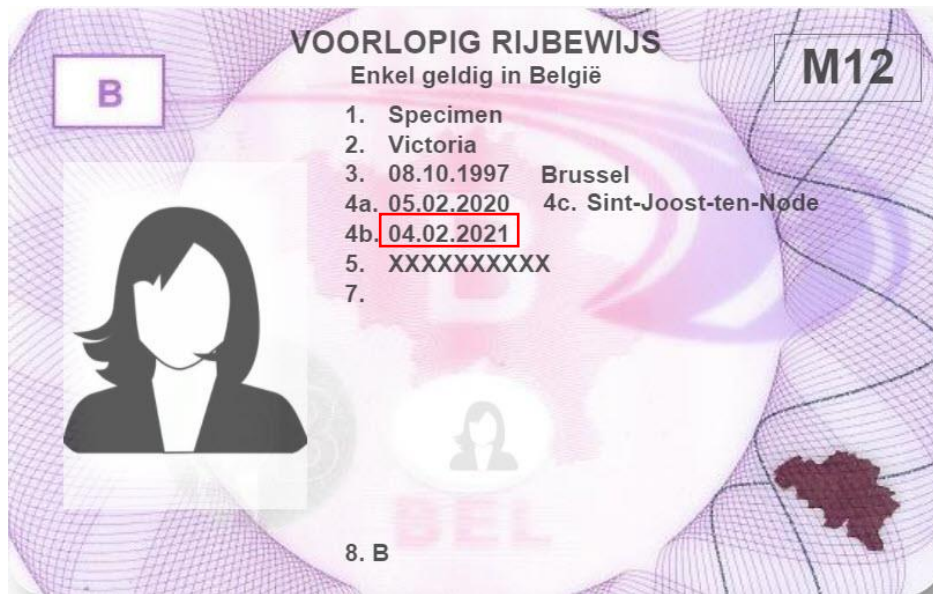 VOORLOPIG RIJBEWIJS
Enkel geldig in België
B
M12
1. Specimen
2. Victoria
3. 08.10.1997 Brussel
4a. 05.02.2020 4c. Sint-Joost-ten-Node
4b. 04.02.2021
5. XXXXXXXXXX
7.
B
BEL
8. B